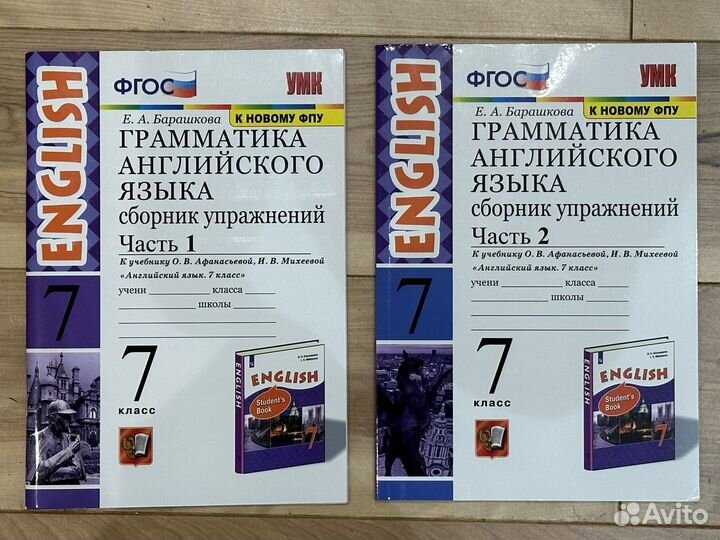 ENGLISH
ФГОС
УМК
К НОВОМУ ФПУ
Е. А. Барашкова
ГРАММАТИКА
АНГЛИЙСКОГО
ЯЗЫКА
сборник упражнений
Часть 1
К учебнику О. В. Афанасьевой, И. В. Михеевой
«Английский язык. 7 класс»
учени класса
школы
7
7
КЛАСС
ENGLISH
ENGLISH
Student's
Book
7
ENGLISH
ФГОС
УМК
К НОВОМУ ФПУ
Е. А. Барашкова
ГРАММАТИКА
АНГЛИЙСКОГО
ЯЗЫКА
сборник упражнений
Часть 2
К учебнику О. В. Афанасьевой, И. В. Михеевой
«Английский язык. 7 класс»
учени класса
школы
7
7
КЛАСС
ENGLISH
ENGLISH
Student's
Book
7
Avito